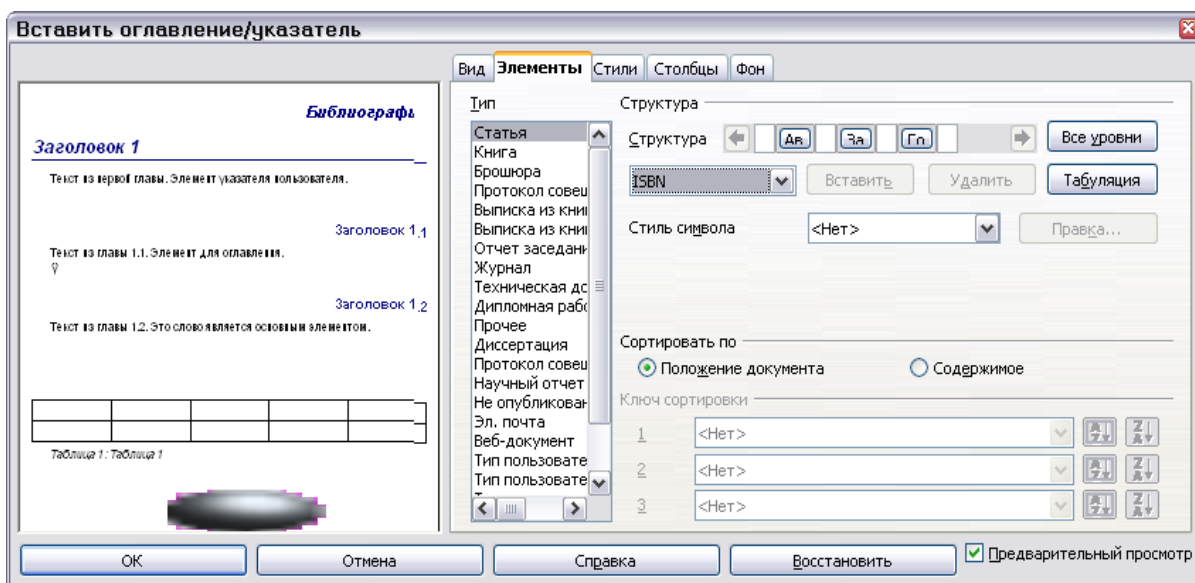 Вставить оглавление/указатель
Библиографь
Заголовок 1
Текст из первой главы. Элемент указателя пользователя.
Заголовок 1.1
Текст из главы 1.1. Элемент для оглавления.
Заголовок 1.2
Текст из главы 1.2. Это слово является основным элементом.
Таблица 1: Таблица 1
Вид Элементы Стили Столбцы Фон
Тип
Статья
Книга
Брошюра
Протокол совец
Выписка из кни
Выписка из кни
Отчет заседани
Журнал
Техническая до
Дипломная рабо
Прочее
Диссертация
Протокол совец
Научный отчет
Не опубликован
Эл. почта
Веб-документ
Тип пользовате
Тип пользовате
Структура
Структура Ав За Гл Все уровни
ISBN Вставить Удалить Табуляция
Стиль символа <Нет> Правка...
Сортировать по
Положение документа Содержимое
Ключ сортировки
1 <Нет>
2 <Нет>
3 <Нет>
ОК Отмена Справка Восстановить Предварительный просмотр